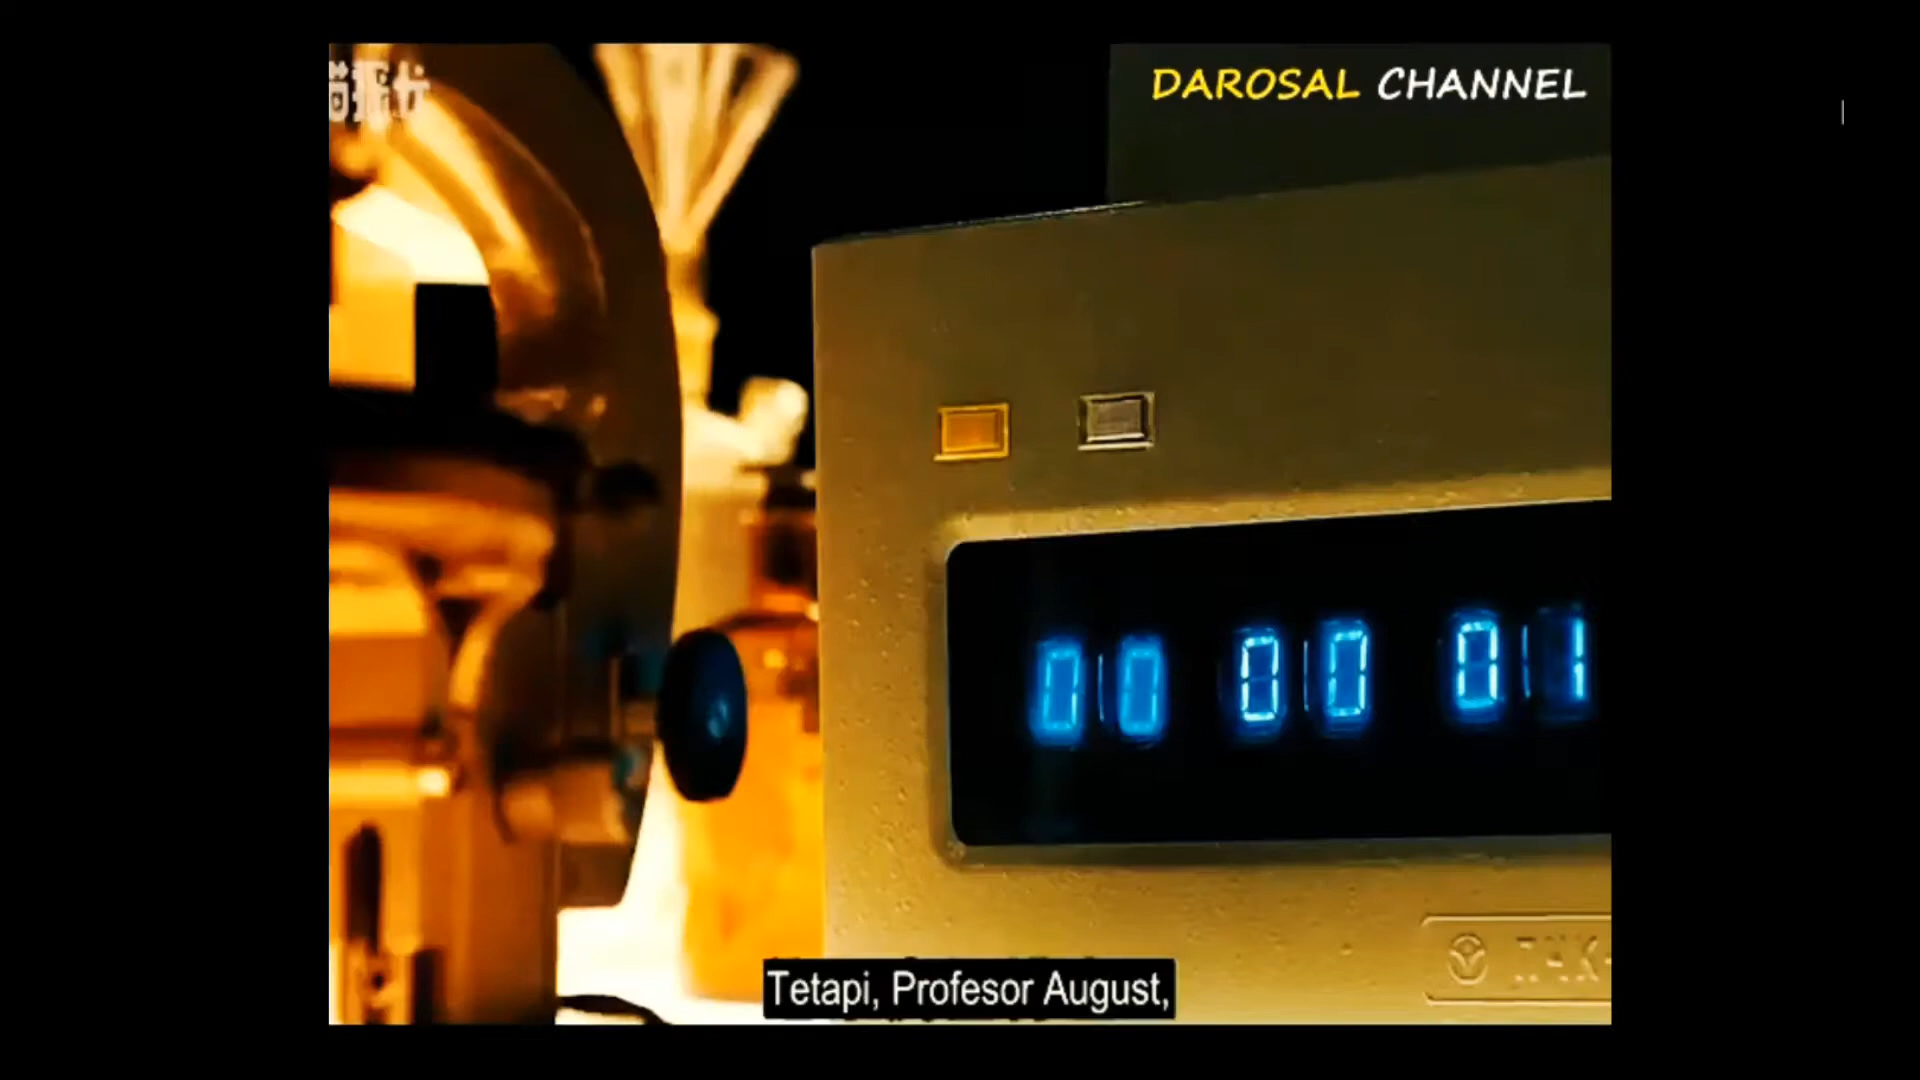 DAROSAL CHANNEL
00 00 01
Tetapi, Profesor August,